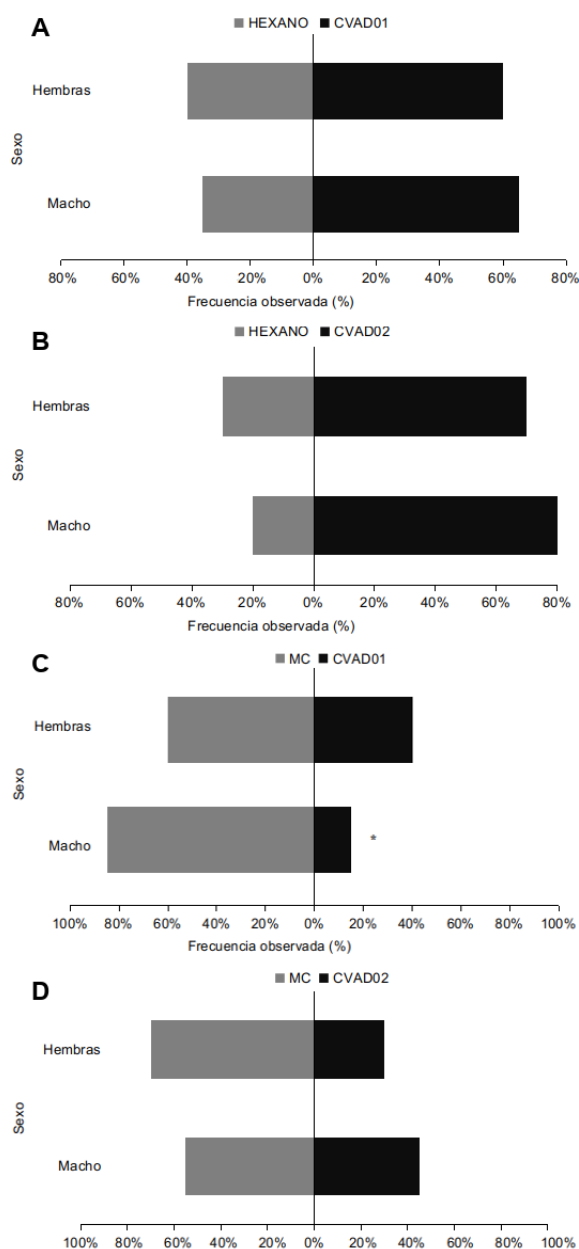 A
HEXANO CVAD01
Hembras
Sexo
Macho
80% 60% 40% 20% 0% 20% 40% 60% 80%
Frecuencia observada (%)
B
HEXANO CVAD02
Hembras
Sexo
Macho
80% 60% 40% 20% 0% 20% 40% 60% 80%
Frecuencia observada (%)
C
MC CVAD01
Hembras
Sexo
Macho
*
100% 80% 60% 40% 20% 0% 20% 40% 60% 80% 100%
Frecuencia observada (%)
D
MC CVAD02
Hembras
Sexo
Macho
100% 80% 60% 40% 20% 0% 20% 40% 60% 80% 100%